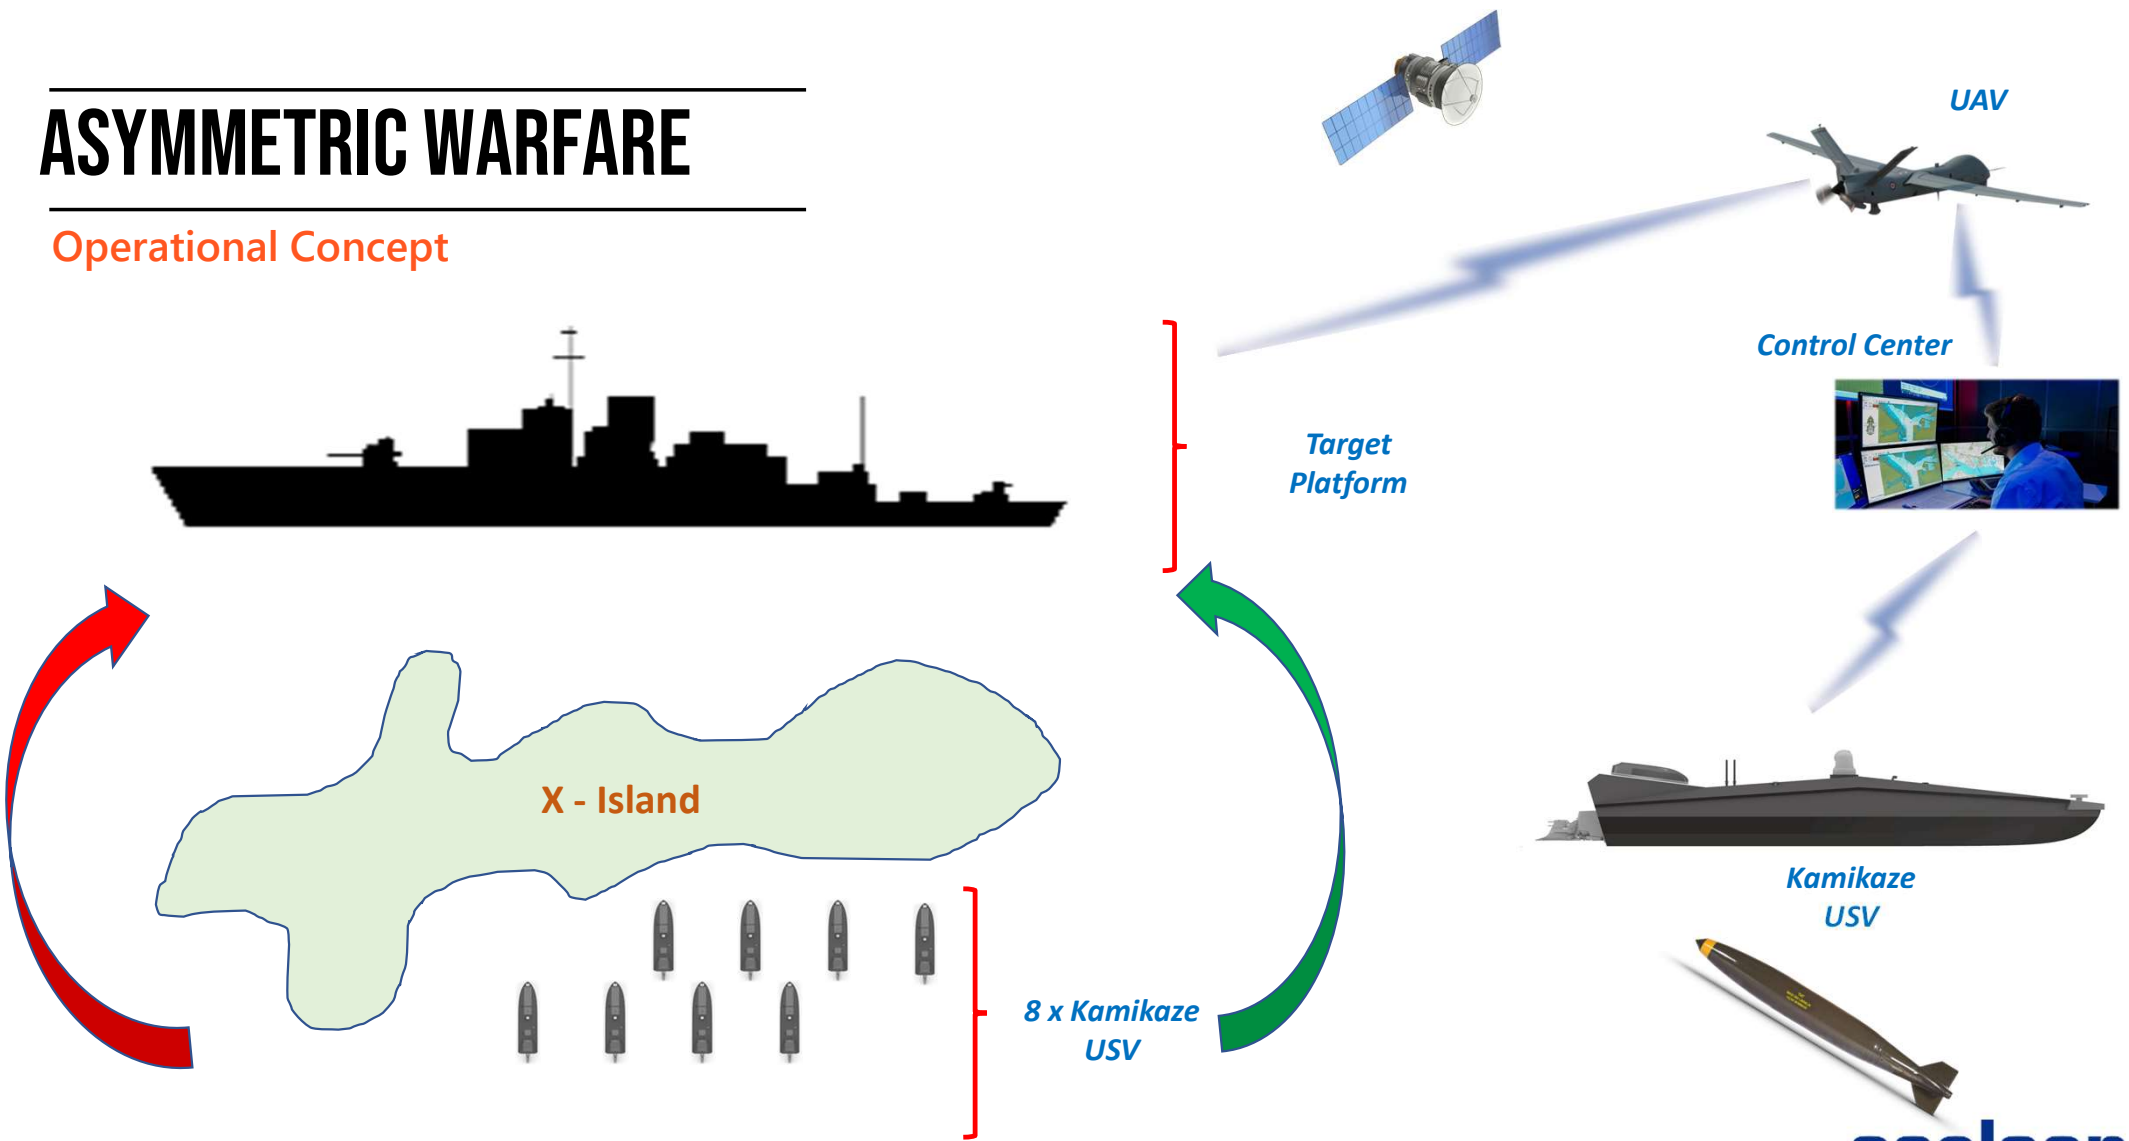 ASYMMETRIC WARFARE
Operational Concept
UAV
Control Center
Target
Platform
X - Island
Kamikaze
USV
8 x Kamikaze
USV